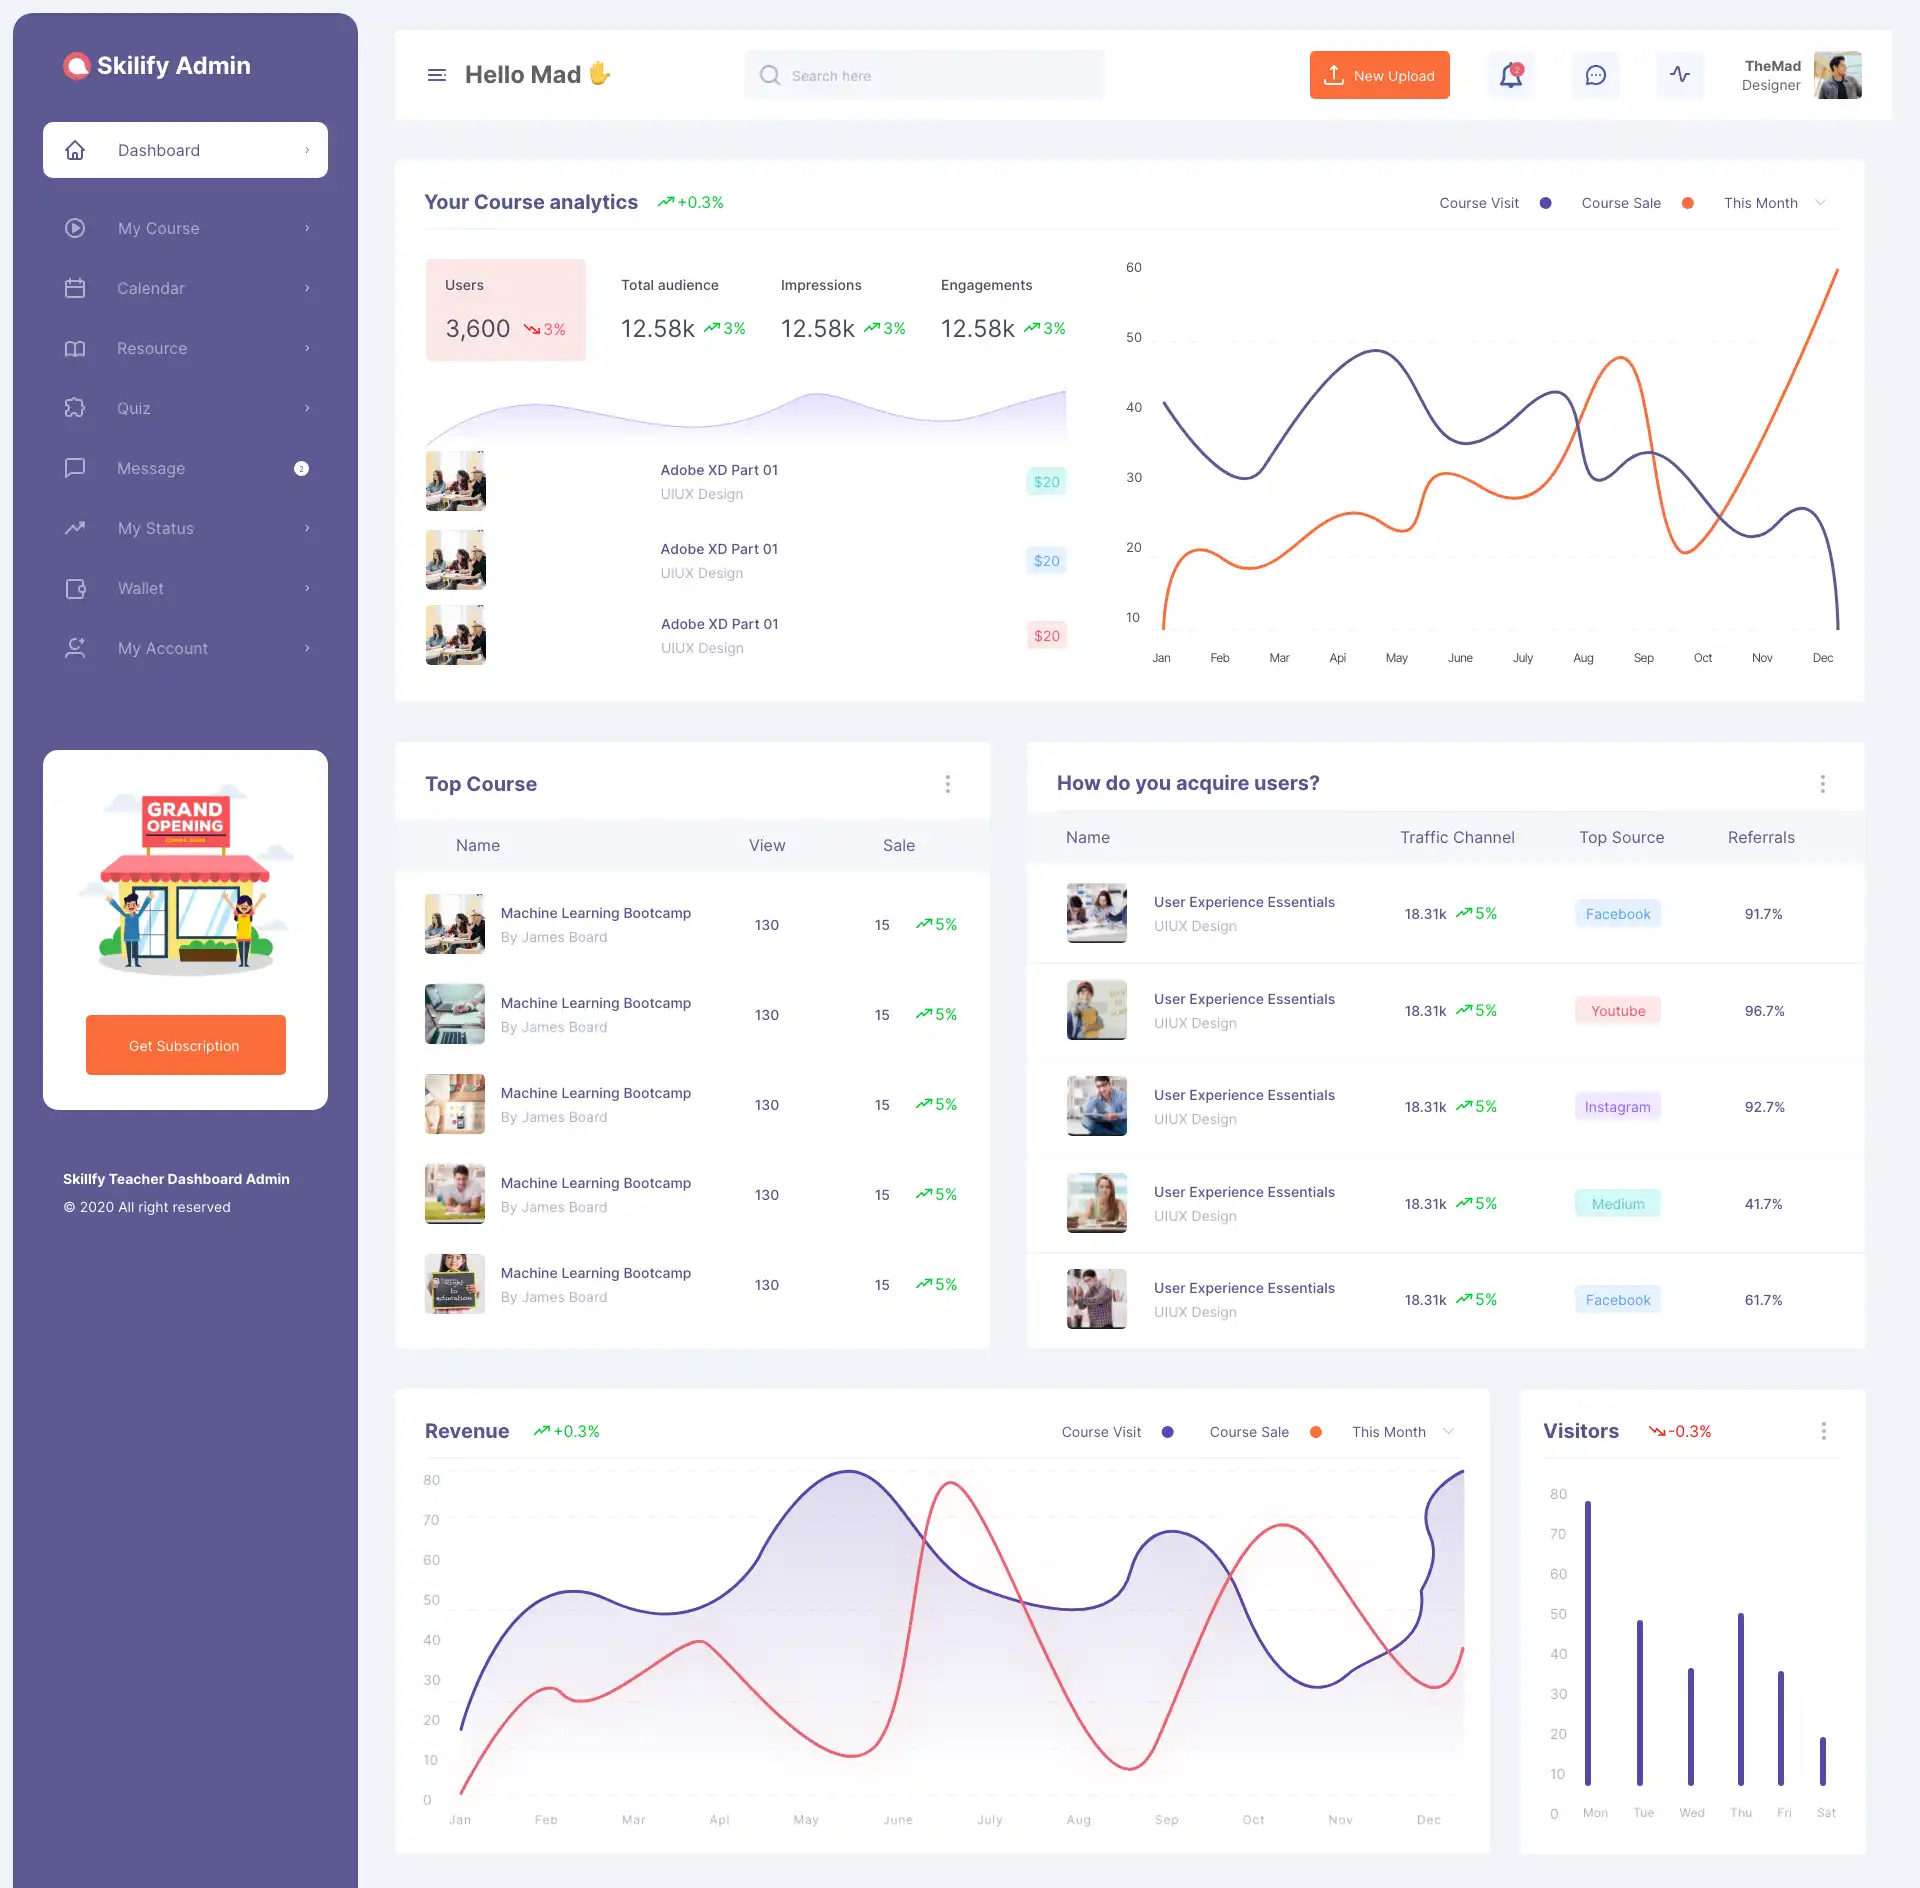 Skilify Admin
Dashboard
My Course
Calendar
Resource
Quiz
Message
2
My Status
Wallet
My Account
GRAND
OPENING
COMING SOON
Get Subscription
Skillfy Teacher Dashboard Admin
© 2020 All right reserved
Hello Mad
Search here
New Upload
2
TheMad
Designer
Your Course analytics
+0.3%
Course Visit
Course Sale
This Month
Users
3,600
3%
Total audience
12.58k
3%
Impressions
12.58k
3%
Engagements
12.58k
3%
Adobe XD Part 01
UIUX Design
$20
Adobe XD Part 01
UIUX Design
$20
Adobe XD Part 01
UIUX Design
$20
60
50
40
30
20
10
Jan Feb Mar Api May June July Aug Sep Oct Nov Dec
Top Course
Name View Sale
Machine Learning Bootcamp
By James Board
130 15 5%
Machine Learning Bootcamp
By James Board
130 15 5%
Machine Learning Bootcamp
By James Board
130 15 5%
Machine Learning Bootcamp
By James Board
130 15 5%
Machine Learning Bootcamp
By James Board
130 15 5%
to
education
How do you acquire users?
Name Traffic Channel Top Source Referrals
User Experience Essentials
UIUX Design
18.31k 5% Facebook 91.7%
User Experience Essentials
UIUX Design
18.31k 5% Youtube 96.7%
User Experience Essentials
UIUX Design
18.31k 5% Instagram 92.7%
User Experience Essentials
UIUX Design
18.31k 5% Medium 41.7%
User Experience Essentials
UIUX Design
18.31k 5% Facebook 61.7%
Revenue
+0.3%
Course Visit
Course Sale
This Month
80
70
60
50
40
30
20
10
0
Jan Feb Mar Api May June July Aug Sep Oct Nov Dec
Visitors
-0.3%
80
70
60
50
40
30
20
10
0
Mon Tue Wed Thu Fri Sat